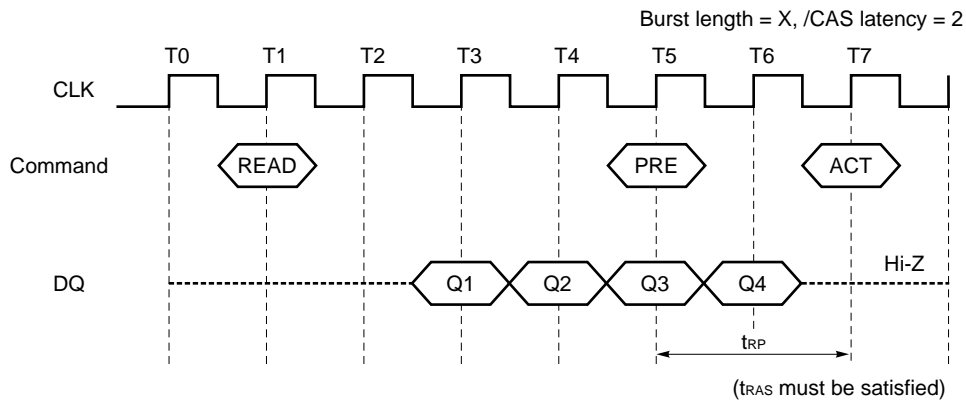 Burst length = X, /CAS latency = 2
T0 T1 T2 T3 T4 T5 T6 T7
CLK
Command READ PRE ACT
DQ Q1 Q2 Q3 Q4 Hi-Z
tRP
(tRAS must be satisfied)